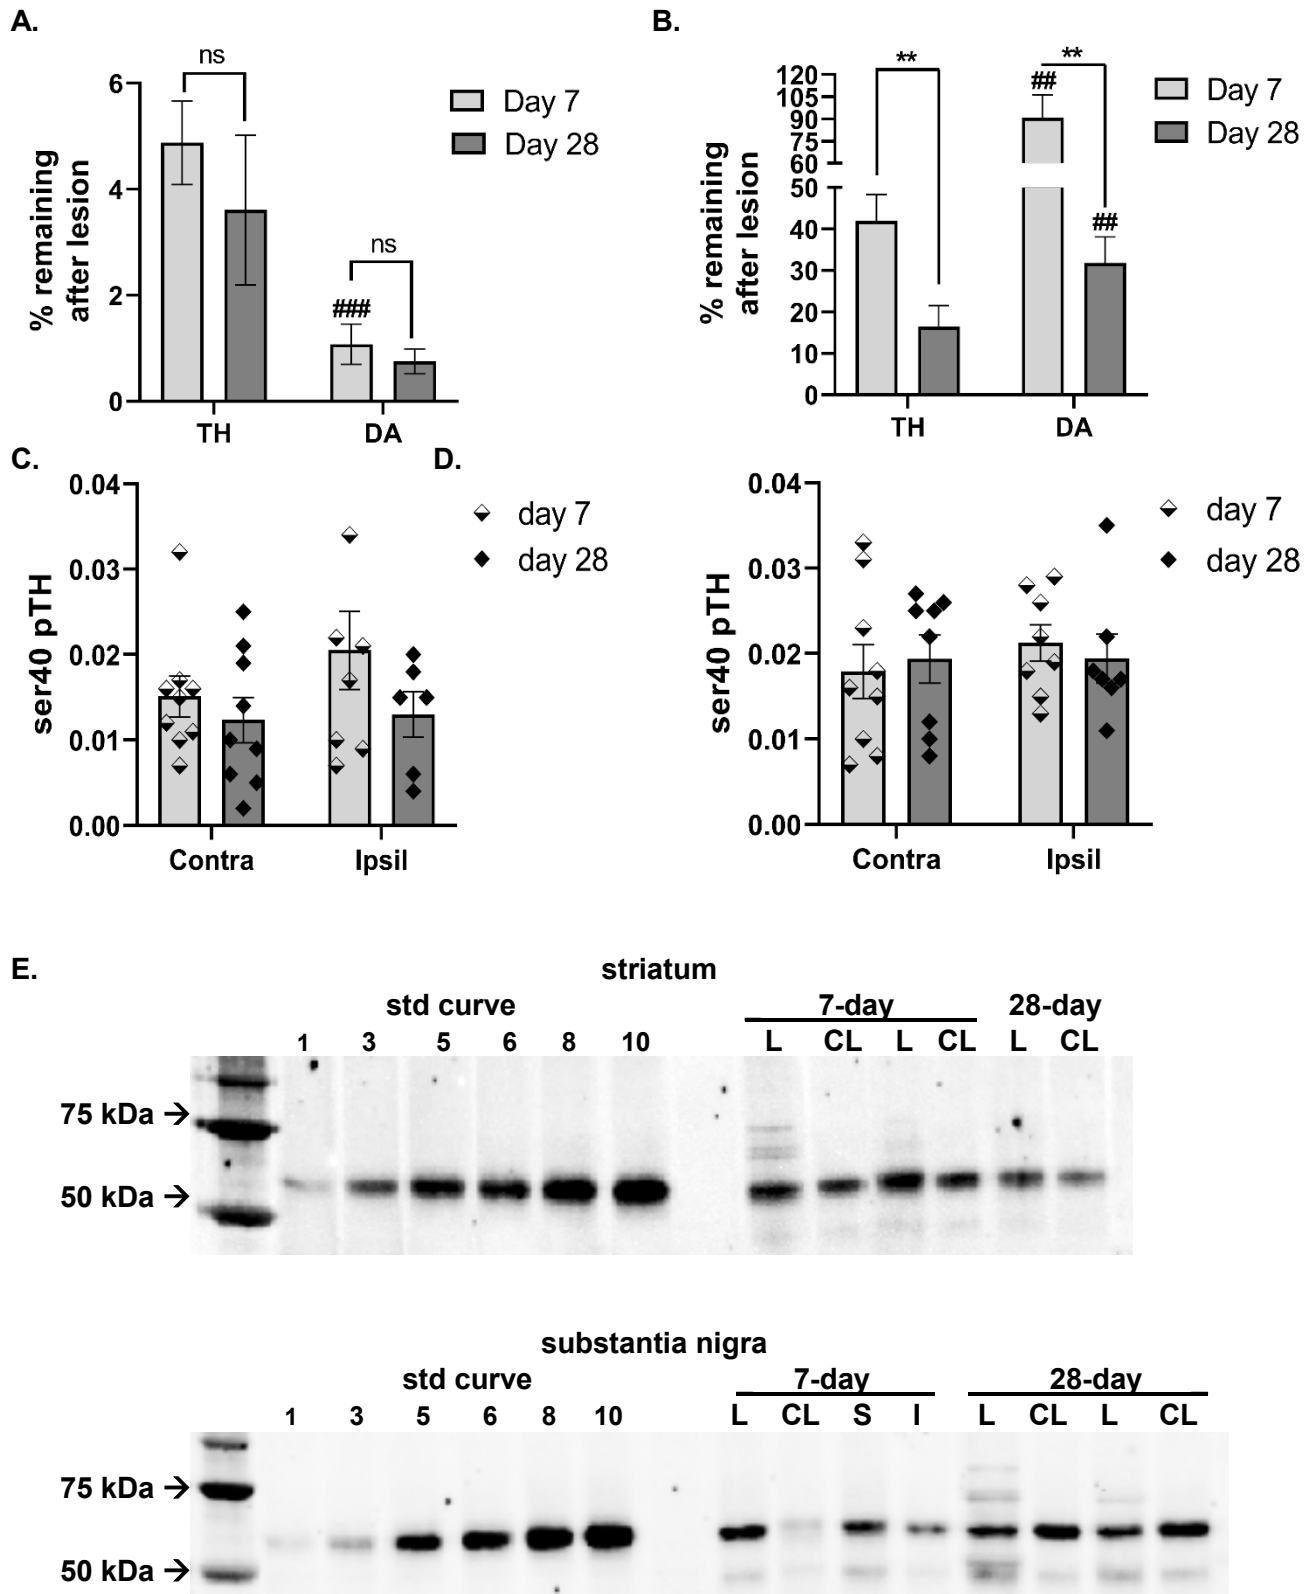 A.
ns
6
4
2
0
% remaining
after lesion
ns
###
TH
DA
Day 7
Day 28
B.
**
**
##
##
120
105
90
75
60
50
40
30
20
10
0
% remaining
after lesion
TH
DA
Day 7
Day 28
C.
0.04
0.03
0.02
0.01
0.00
ser40 pTH
Contra
Ipsil
day 7
day 28
D.
0.04
0.03
0.02
0.01
0.00
ser40 pTH
Contra
Ipsil
day 7
day 28
E.
striatum
std curve 7-day 28-day
1 3 5 6 8 10 L CL L CL L CL
75 kDa →
50 kDa →
substantia nigra
std curve 7-day 28-day
1 3 5 6 8 10 L CL S I L CL L CL
75 kDa →
50 kDa →